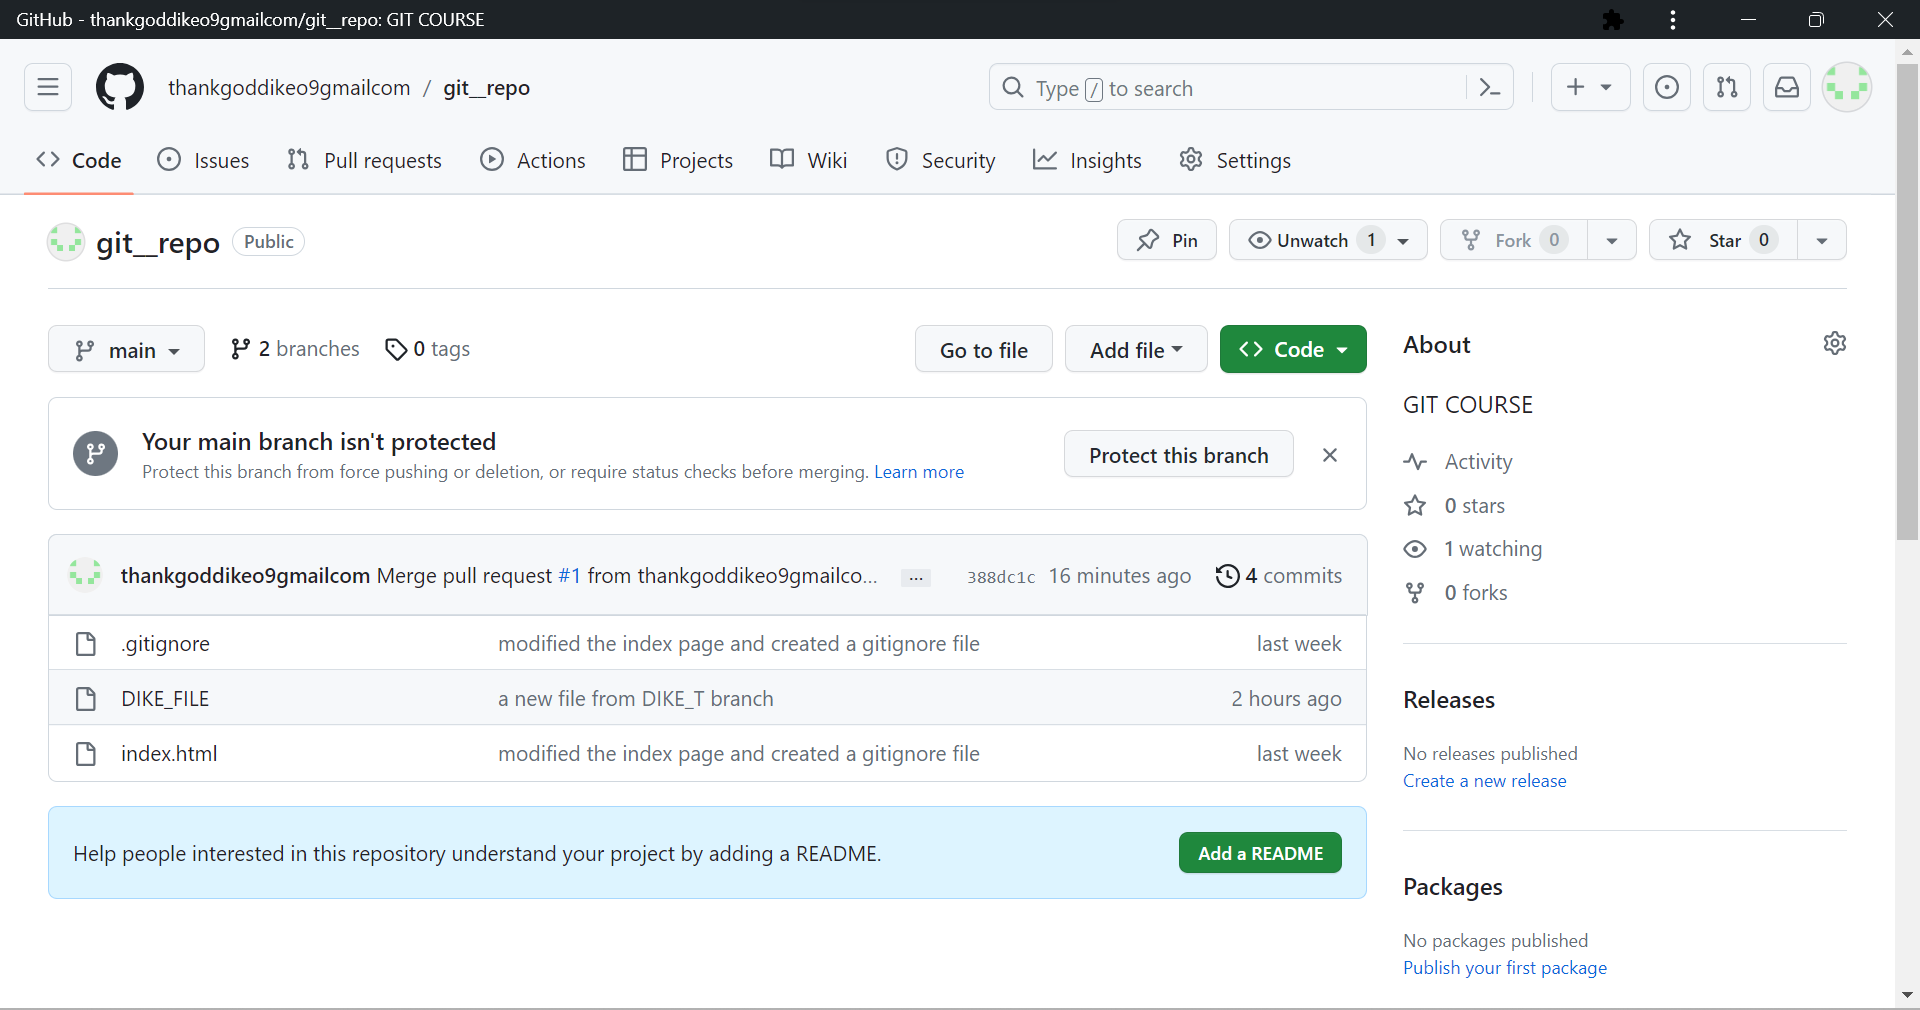 GitHub - thankgoddikeo9gmailcom/git__repo: GIT COURSE
thankgoddikeo9gmailcom / git__repo
Type / to search
Code Issues Pull requests Actions Projects Wiki Security Insights Settings
git__repo Public
Pin Unwatch 1 Fork 0 Star 0
main 2 branches 0 tags
Go to file Add file Code
Your main branch isn't protected
Protect this branch from force pushing or deletion, or require status checks before merging. Learn more
Protect this branch
thankgoddikeo9gmailcom Merge pull request #1 from thankgoddikeo9gmailco... ... 388dc1c 16 minutes ago 4 commits
.gitignore modified the index page and created a gitignore file last week
DIKE_FILE a new file from DIKE_T branch 2 hours ago
index.html modified the index page and created a gitignore file last week
Help people interested in this repository understand your project by adding a README.
Add a README
About
GIT COURSE
Activity
0 stars
1 watching
0 forks
Releases
No releases published
Create a new release
Packages
No packages published
Publish your first package